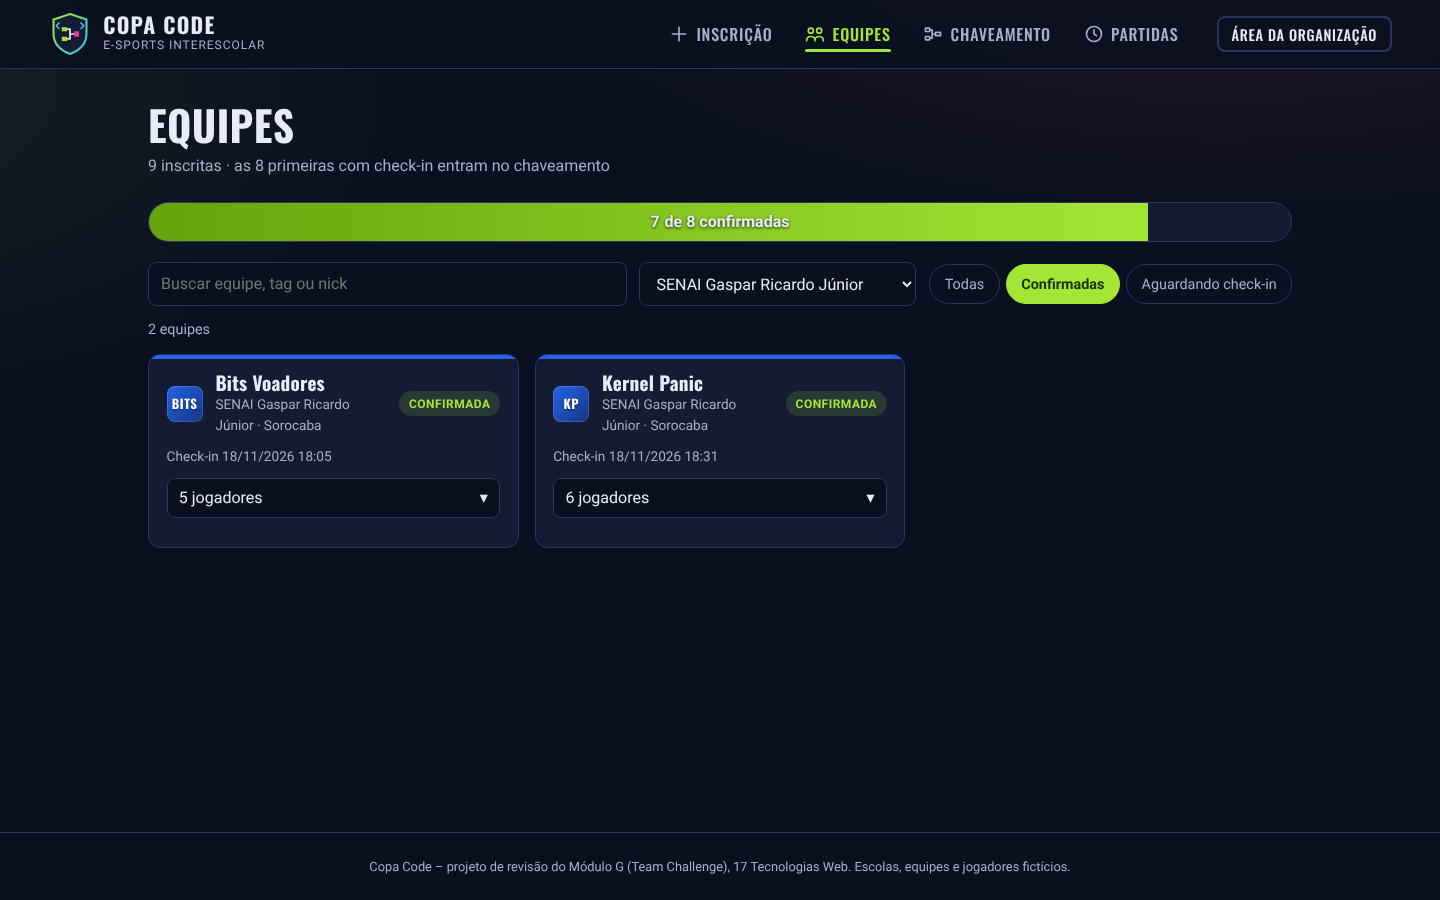 COPA CODE
E-SPORTS INTERESCOLAR
INSCRIÇÃO
EQUIPES
CHAVEAMENTO
PARTIDAS
ÁREA DA ORGANIZAÇÃO
EQUIPES
9 inscritas · as 8 primeiras com check-in entram no chaveamento
7 de 8 confirmadas
Buscar equipe, tag ou nick
SENAI Gaspar Ricardo Júnior
Todas
Confirmadas
Aguardando check-in
2 equipes
BITS
Bits Voadores
SENAI Gaspar Ricardo
Júnior · Sorocaba
CONFIRMADA
Check-in 18/11/2026 18:05
5 jogadores
KP
Kernel Panic
SENAI Gaspar Ricardo
Júnior · Sorocaba
CONFIRMADA
Check-in 18/11/2026 18:31
6 jogadores
Copa Code – projeto de revisão do Módulo G (Team Challenge), 17 Tecnologias Web. Escolas, equipes e jogadores fictícios.